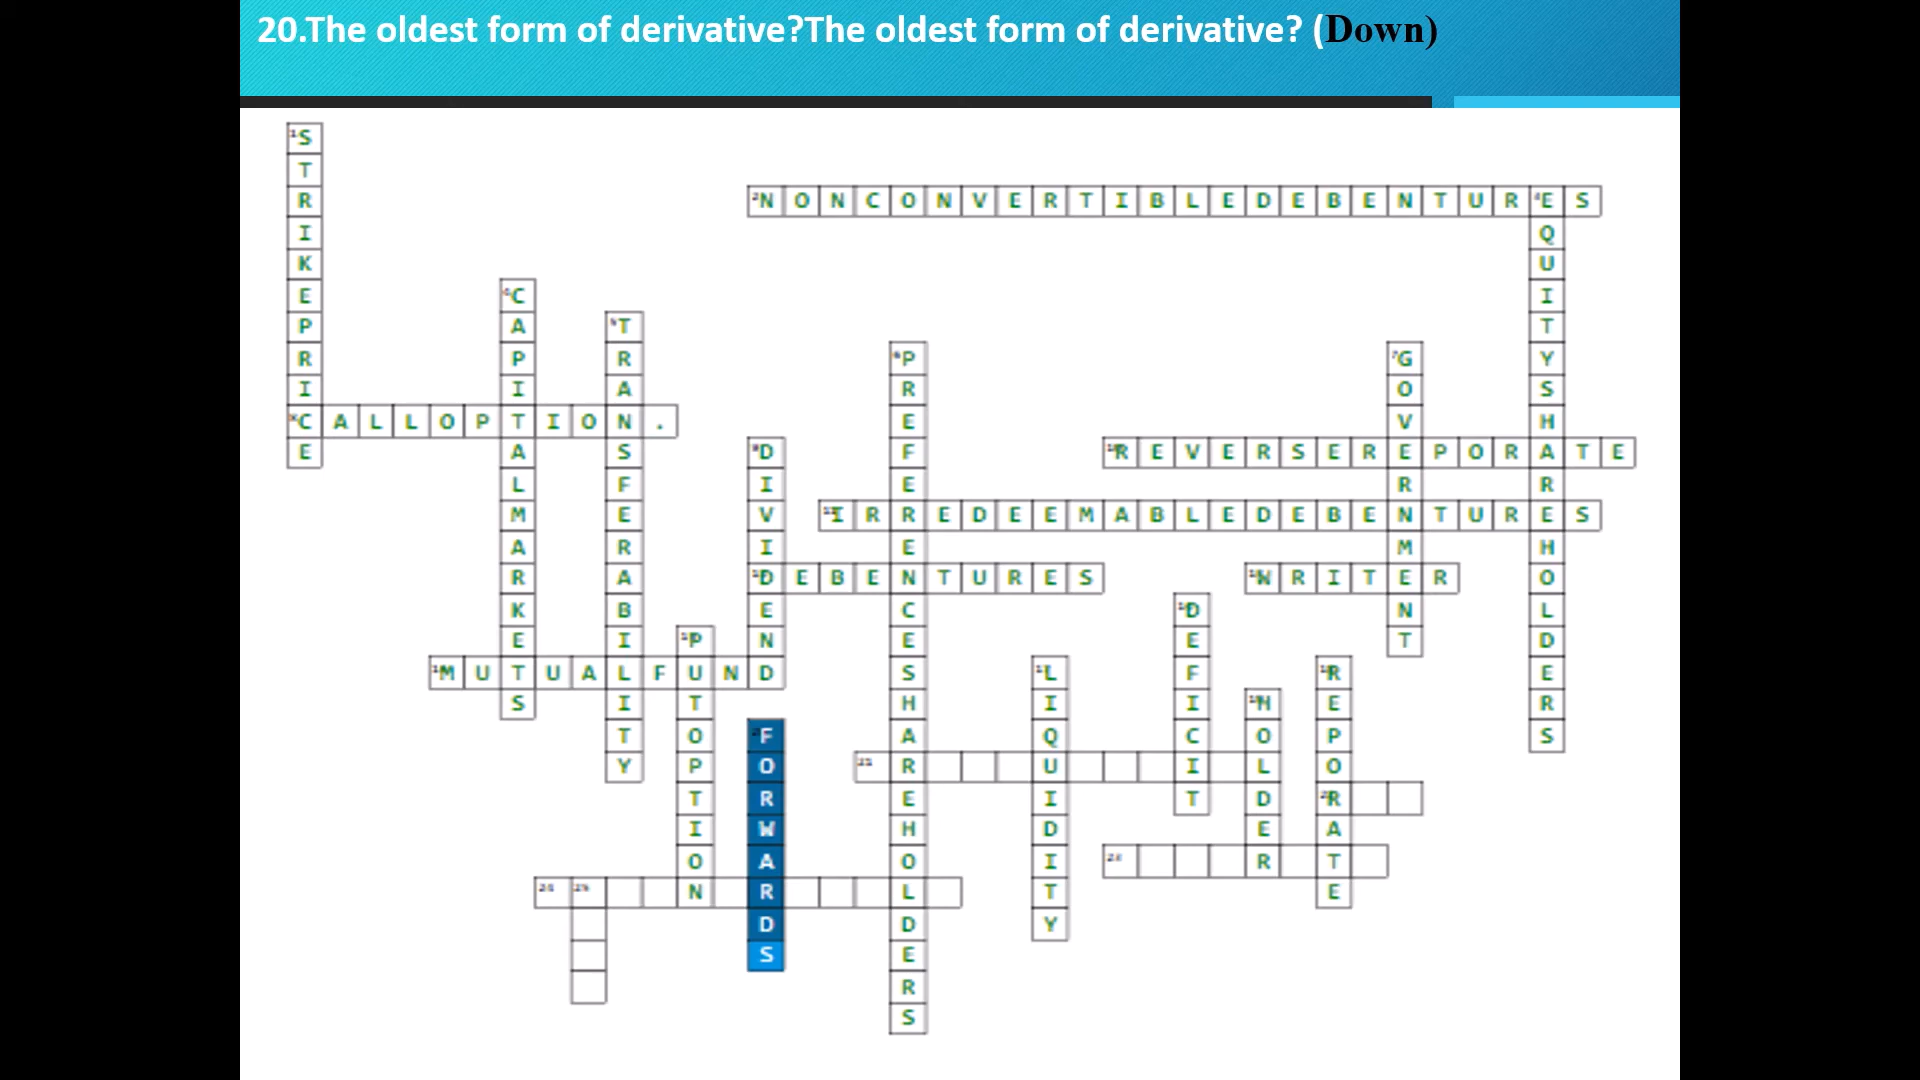 20.The oldest form of derivative?The oldest form of derivative? (Down)
STRIKEPRICE
NONCONVERTIBLEDEBENTURES
EQUITYSHAREHOLDERS
CAPITALMARKETS
TRANSFERABILITY
PREFERRENCESHAREHOLDERS
GOVERNMENT
CALLOPTION.
DIVIDEND
REVERSEREPORATE
IRREDEEMABLEDEBENTURES
DEBENTURES
WRITER
DEFICIT
PUTOPTION
MUTUALFUND
LIQUIDITY
REPORATE
HOLDER
FORWARDS